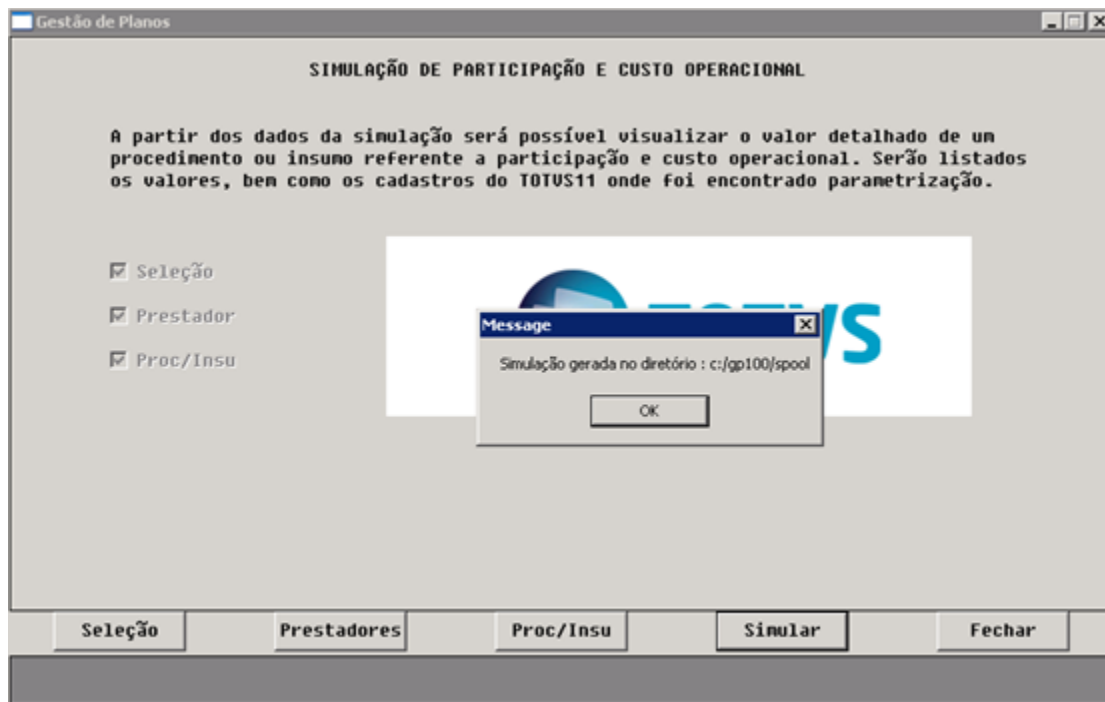 Gestão de Planos
SIMULAÇÃO DE PARTICIPAÇÃO E CUSTO OPERACIONAL
A partir dos dados da simulação será possível visualizar o valor detalhado de um
procedimento ou insumo referente a participação e custo operacional. Serão listados
os valores, bem como os cadastros do TOTVS11 onde foi encontrado parametrização.
Seleção
Prestador
Proc/Insu
Message
Simulação gerada no diretório : c:/gp100/spool
OK
Seleção
Prestadores
Proc/Insu
Simular
Fechar